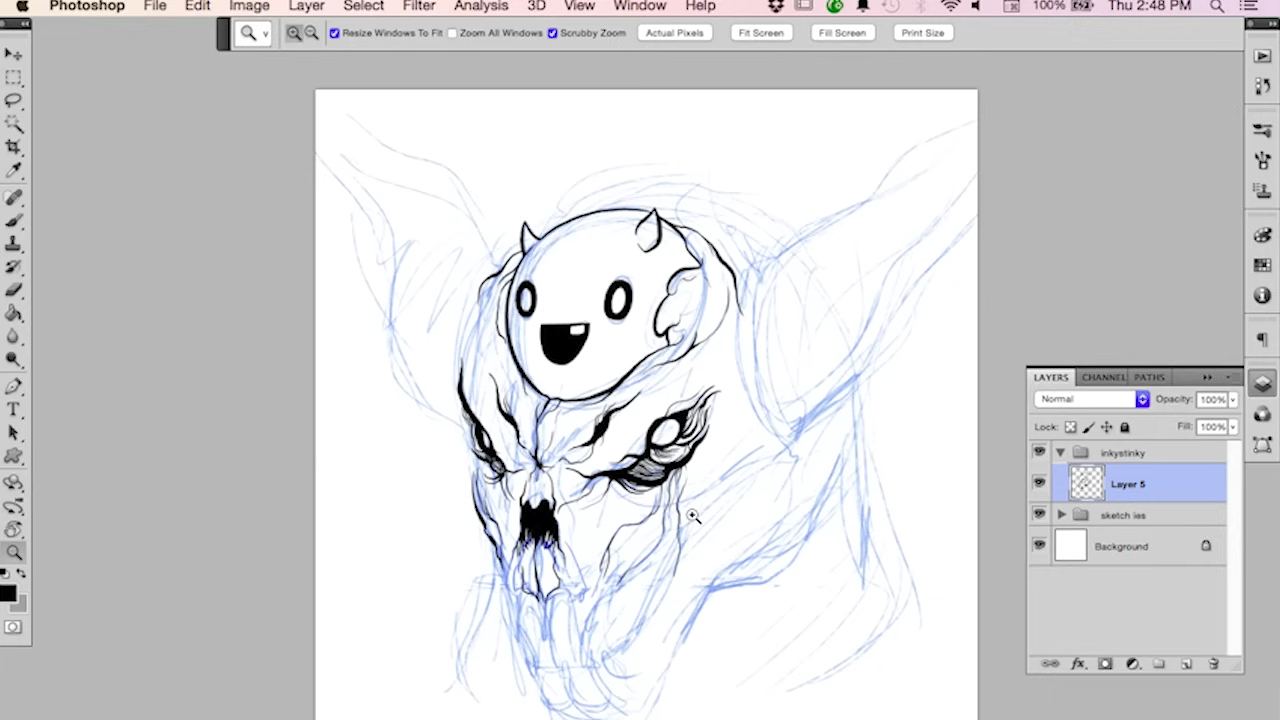 Photoshop File Edit Image Layer Select Filter Analysis 3D View Window Help 100% Thu 2:48 PM
Resize Windows To Fit Zoom All Windows Scrubby Zoom Actual Pixels Fit Screen Fill Screen Print Size
LAYERS CHANNEL PATHS
Normal Opacity: 100%
Lock: Fill: 100%
inkystinky
Layer 5
sketch ies
Background